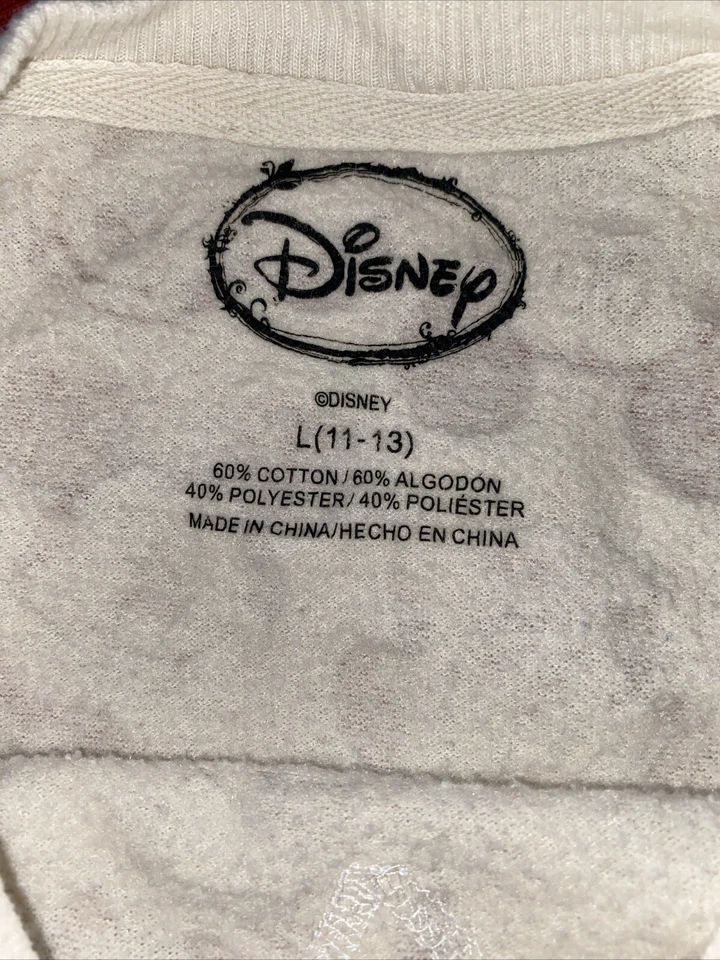 Disney
©DISNEY
L(11-13)
60% COTTON / 60% ALGODÓN
40% POLYESTER/ 40% POLIÉSTER
MADE IN CHINA/HECHO EN CHINA